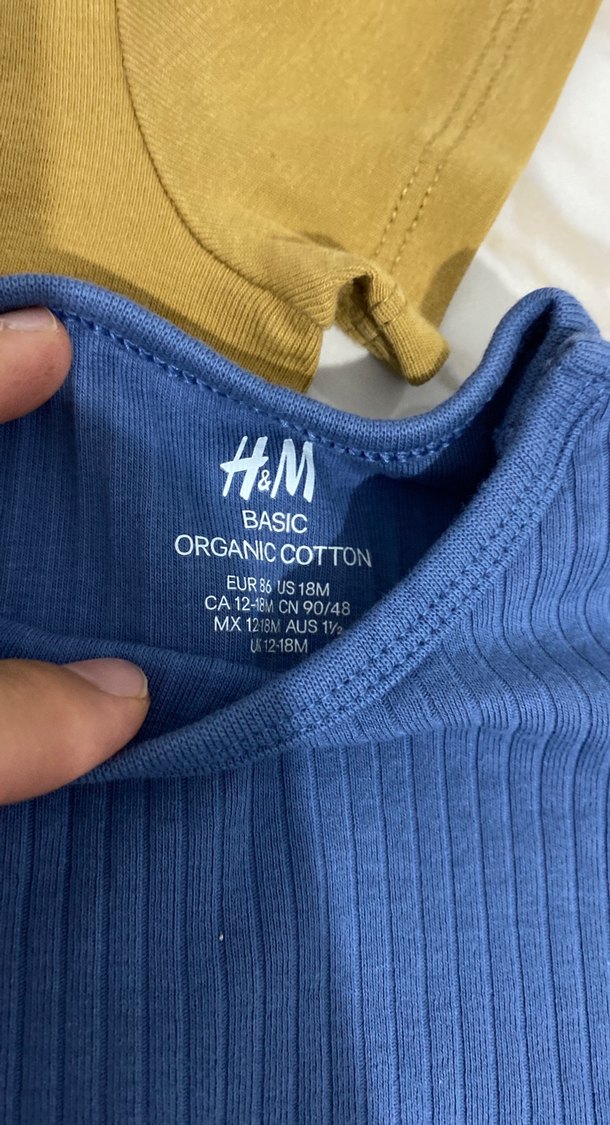 H&M
BASIC
ORGANIC COTTON
EUR 86 US 18M
CA 12-18M CN 90/48
MX 12-18M AUS 1½
UK 12-18M